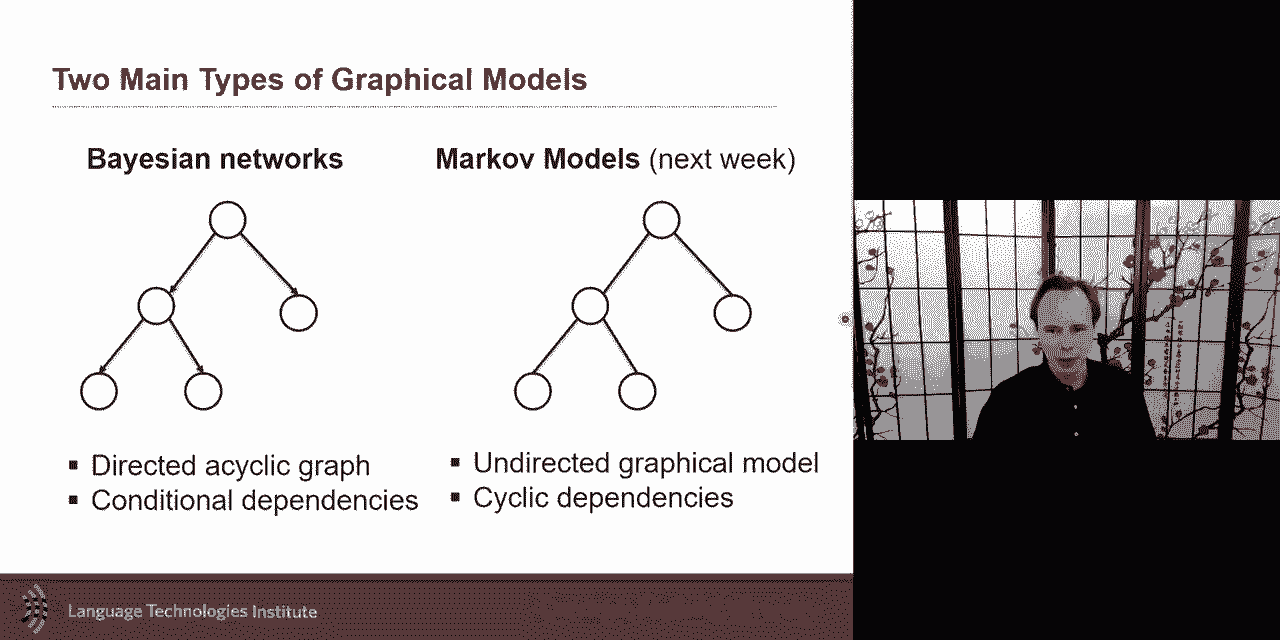 Two Main Types of Graphical Models
Bayesian networks
Markov Models (next week)
▪ Directed acyclic graph
▪ Conditional dependencies
▪ Undirected graphical model
▪ Cyclic dependencies
Language Technologies Institute